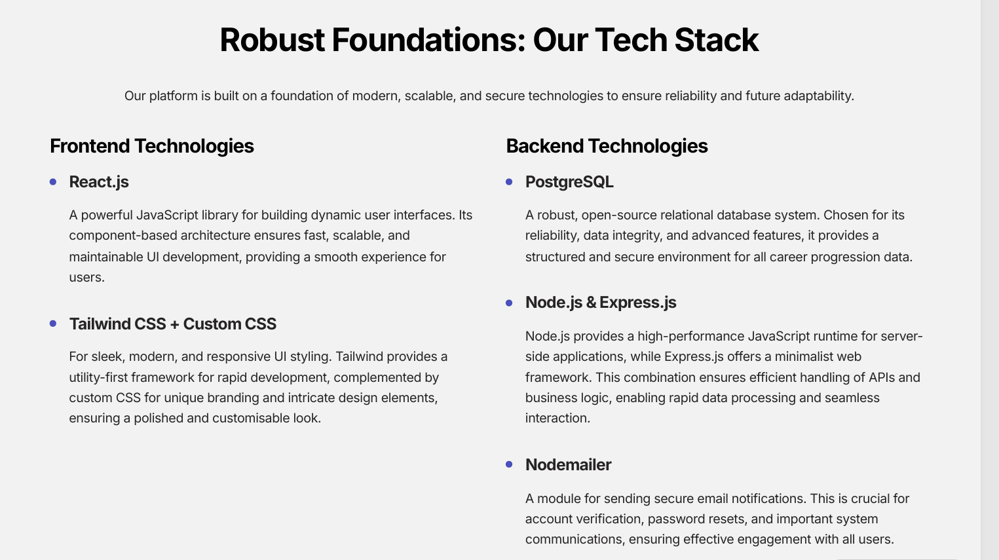 Robust Foundations: Our Tech Stack
Our platform is built on a foundation of modern, scalable, and secure technologies to ensure reliability and future adaptability.
Frontend Technologies
React.js
A powerful JavaScript library for building dynamic user interfaces. Its
component-based architecture ensures fast, scalable, and
maintainable UI development, providing a smooth experience for
users.
Tailwind CSS + Custom CSS
For sleek, modern, and responsive UI styling. Tailwind provides a
utility-first framework for rapid development, complemented by
custom CSS for unique branding and intricate design elements,
ensuring a polished and customisable look.
Backend Technologies
PostgreSQL
A robust, open-source relational database system. Chosen for its
reliability, data integrity, and advanced features, it provides a
structured and secure environment for all career progression data.
Node.js & Express.js
Node.js provides a high-performance JavaScript runtime for server-
side applications, while Express.js offers a minimalist web
framework. This combination ensures efficient handling of APIs and
business logic, enabling rapid data processing and seamless
interaction.
Nodemailer
A module for sending secure email notifications. This is crucial for
account verification, password resets, and important system
communications, ensuring effective engagement with all users.